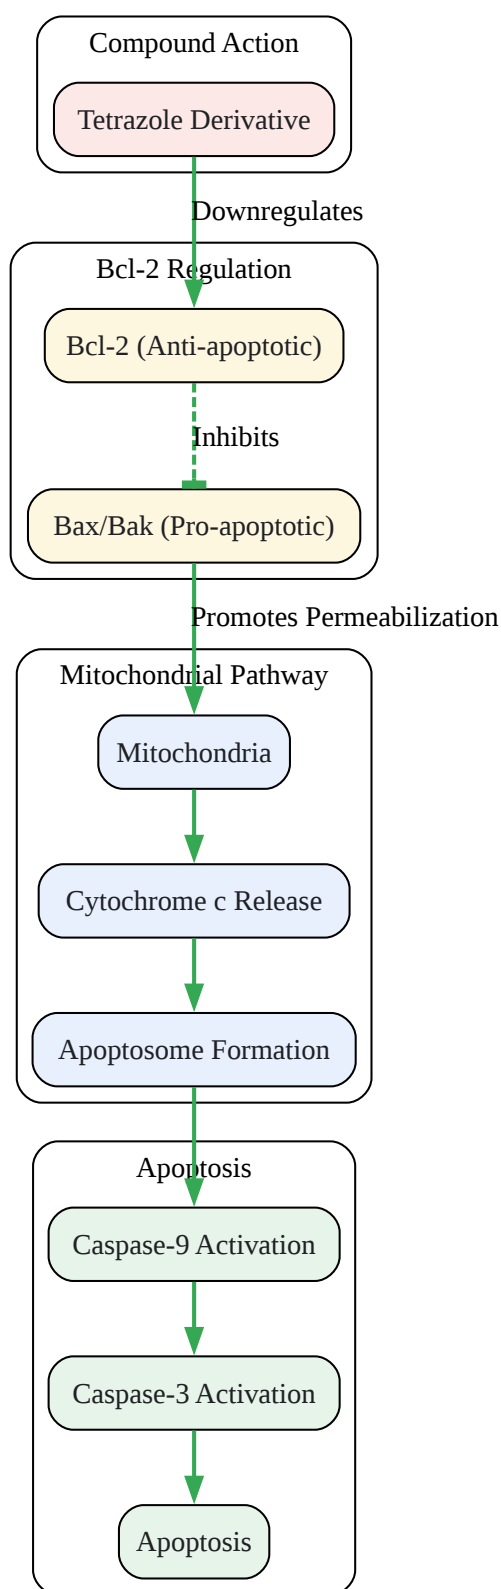 Compound Action
Tetrazole Derivative
Downregulates
Bcl-2 Regulation
Bcl-2 (Anti-apoptotic)
Inhibits
Bax/Bak (Pro-apoptotic)
Promotes Permeabilization
Mitochondrial Pathway
Mitochondria
Cytochrome c Release
Apoptosome Formation
Apoptosis
Caspase-9 Activation
Caspase-3 Activation
Apoptosis